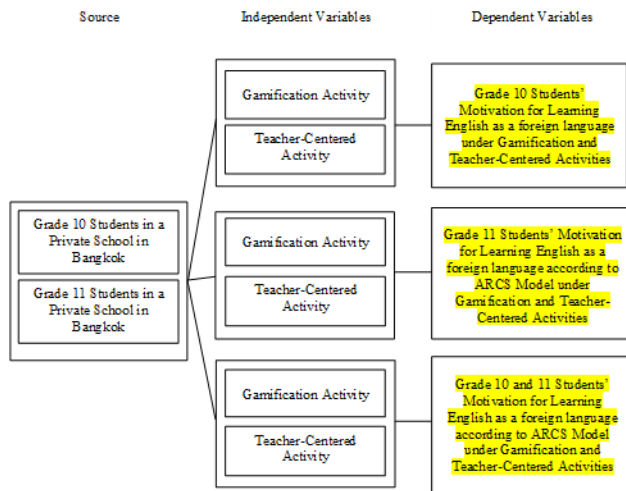 Source
Independent Variables
Dependent Variables
Grade 10 Students in a
Private School in
Bangkok
Grade 11 Students in a
Private School in
Bangkok
Gamification Activity
Teacher-Centered
Activity
Grade 10 Students’
Motivation for Learning
English as a foreign language
under Gamification and
Teacher-Centered Activities
Gamification Activity
Teacher-Centered
Activity
Grade 11 Students’ Motivation
for Learning English as a
foreign language according to
ARCS Model under
Gamification and Teacher-
Centered Activities
Gamification Activity
Teacher-Centered
Activity
Grade 10 and 11 Students’
Motivation for Learning
English as a foreign language
according to ARCS Model
under Gamification and
Teacher-Centered Activities